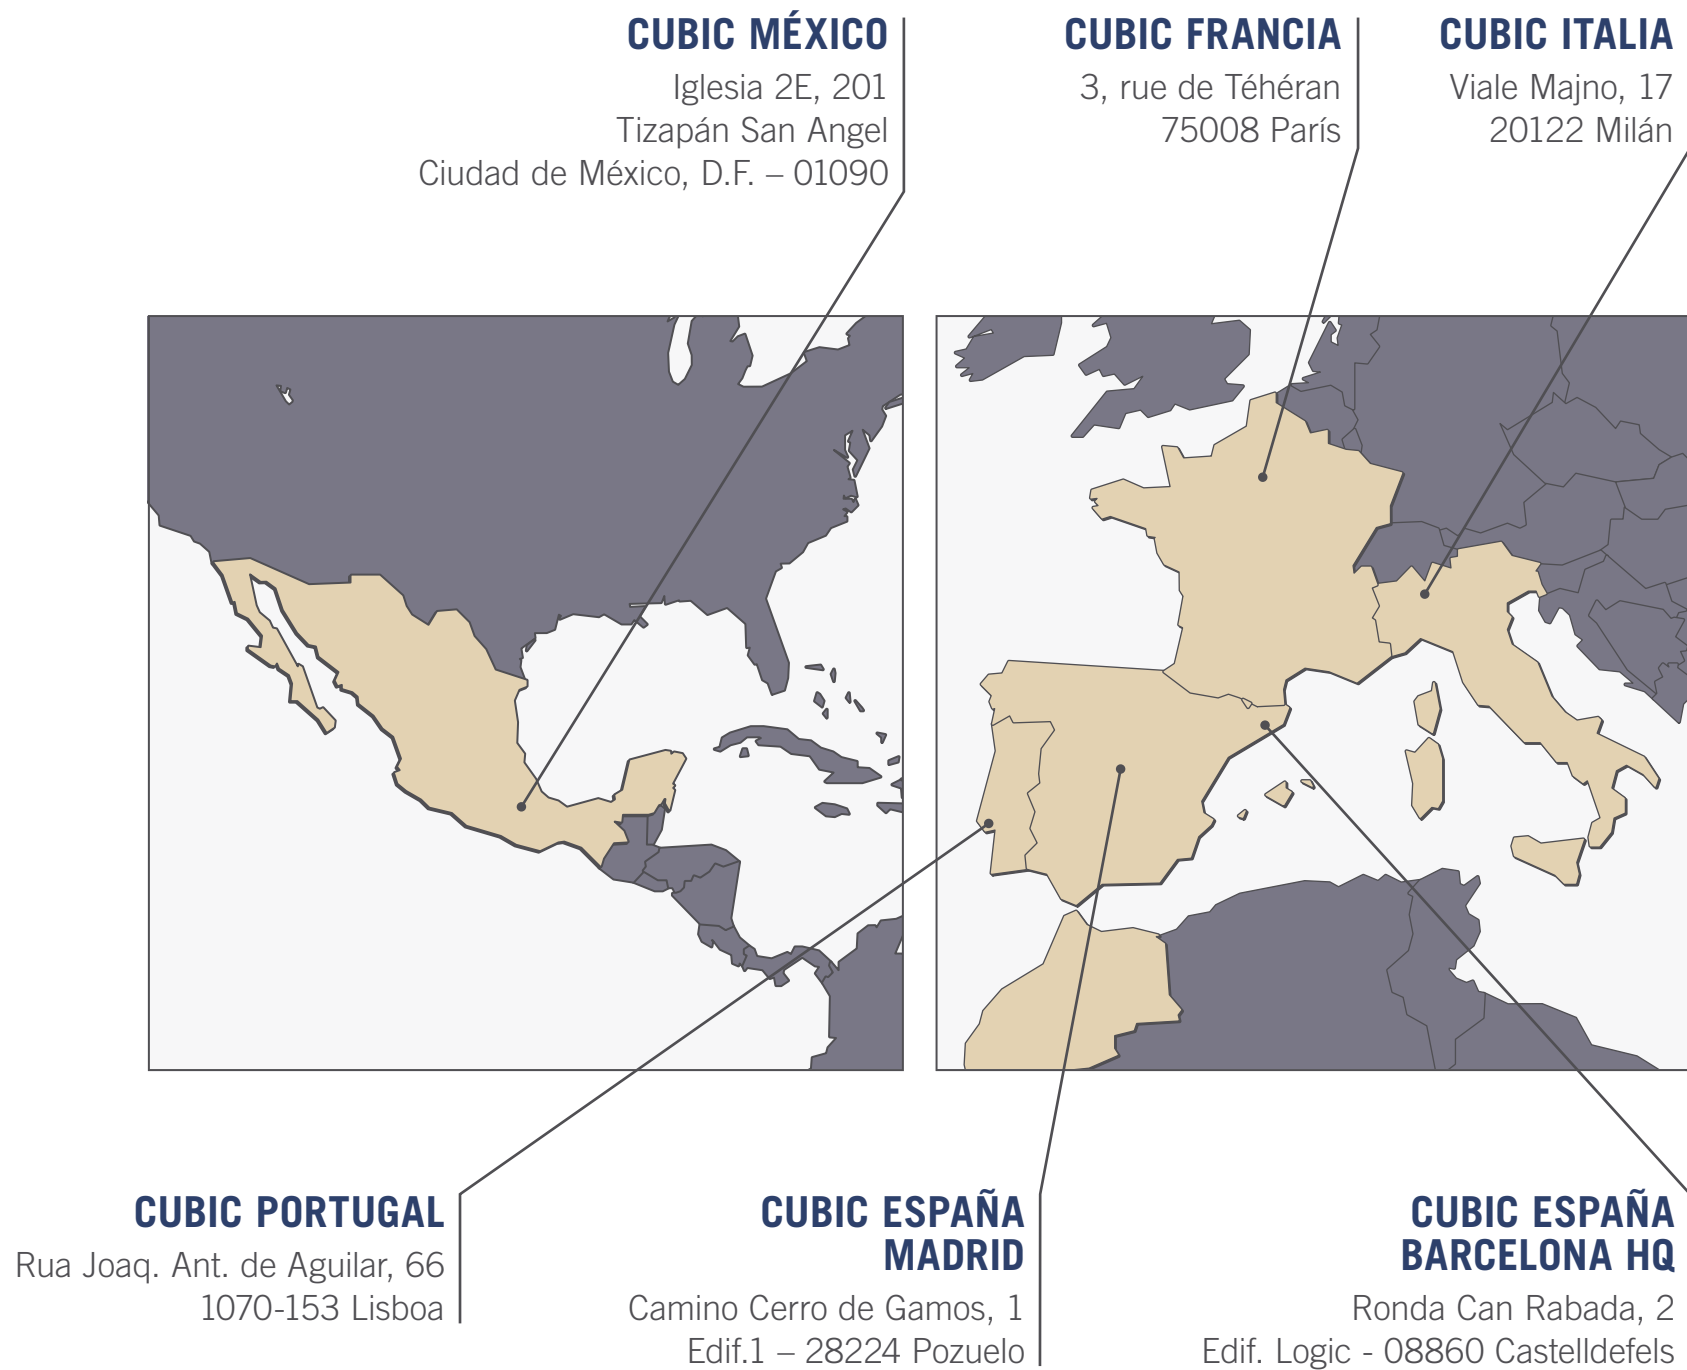 CUBIC MÉXICO
Iglesia 2E, 201
Tizapán San Angel
Ciudad de México, D.F. – 01090
CUBIC FRANCIA
3, rue de Téhéran
75008 París
CUBIC ITALIA
Viale Majno, 17
20122 Milán
CUBIC PORTUGAL
Rua Joaq. Ant. de Aguilar, 66
1070-153 Lisboa
CUBIC ESPAÑA
MADRID
Camino Cerro de Gamos, 1
Edif.1 – 28224 Pozuelo
CUBIC ESPAÑA
BARCELONA HQ
Ronda Can Rabada, 2
Edif. Logic - 08860 Castelldefels